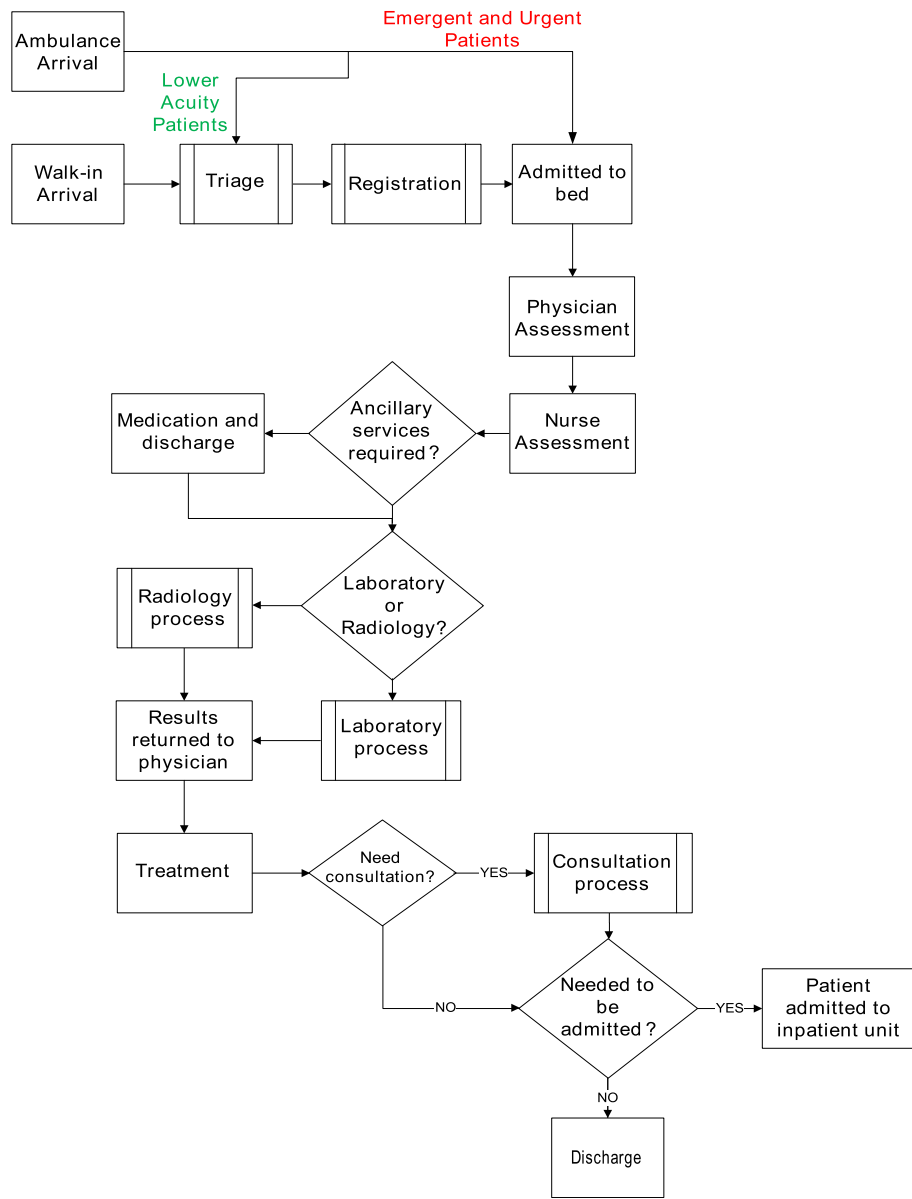 Emergent and Urgent
Patients
Ambulance
Arrival
Lower
Acuity
Patients
Walk-in
Arrival
Triage
Registration
Admitted to
bed
Physician
Assessment
Nurse
Assessment
Ancillary
services
required?
Medication and
discharge
Laboratory
or
Radiology?
Radiology
process
Laboratory
process
Results
returned to
physician
Treatment
Need
consultation?
YES
Consultation
process
NO
Needed to
be
admitted?
YES
Patient
admitted to
inpatient unit
NO
Discharge